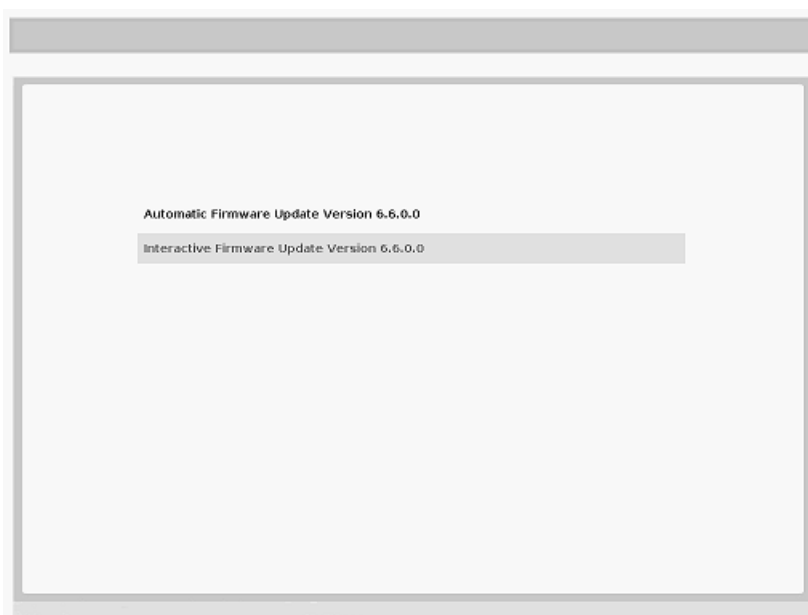 Automatic Firmware Update Version 6.6.0.0
Interactive Firmware Update Version 6.6.0.0